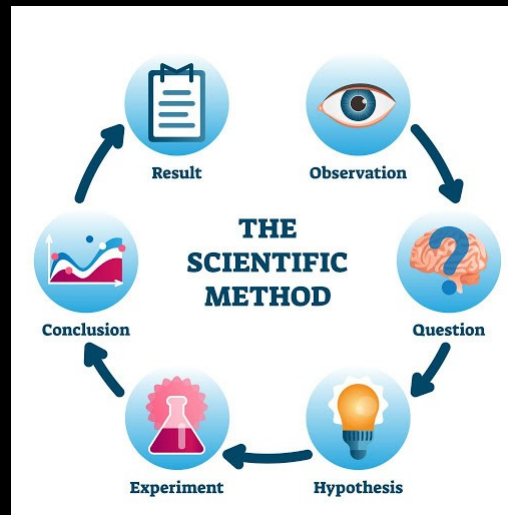 Result
Observation
THE
SCIENTIFIC
METHOD
Conclusion
Question
Experiment
Hypothesis